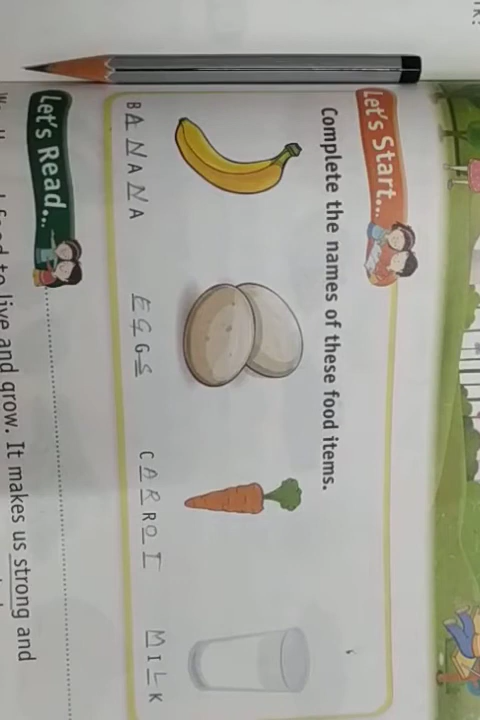 Let's Start...
Complete the names of these food items.
BANANA EGGS CARROT MILK
Let's Read...
live and grow. It makes us strong and